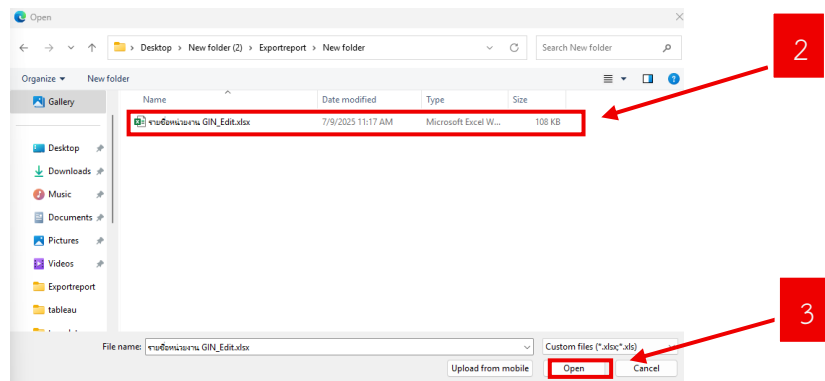 Open
2
Desktop > New folder (2) > Exportreport > New folder
Search New folder
Organize
New folder
Gallery
Name
Date modified
Type
Size
รายชื่อหน่วยงาน GIN_Edit.xlsx
7/9/2025 11:17 AM
Microsoft Excel W...
108 KB
Desktop
Downloads
Music
Documents
Pictures
Videos
Exportreport
tableau
3
File name:
รายชื่อหน่วยงาน GIN_Edit.xlsx
Custom files (*.xlsx;*.xls)
Upload from mobile
Open
Cancel